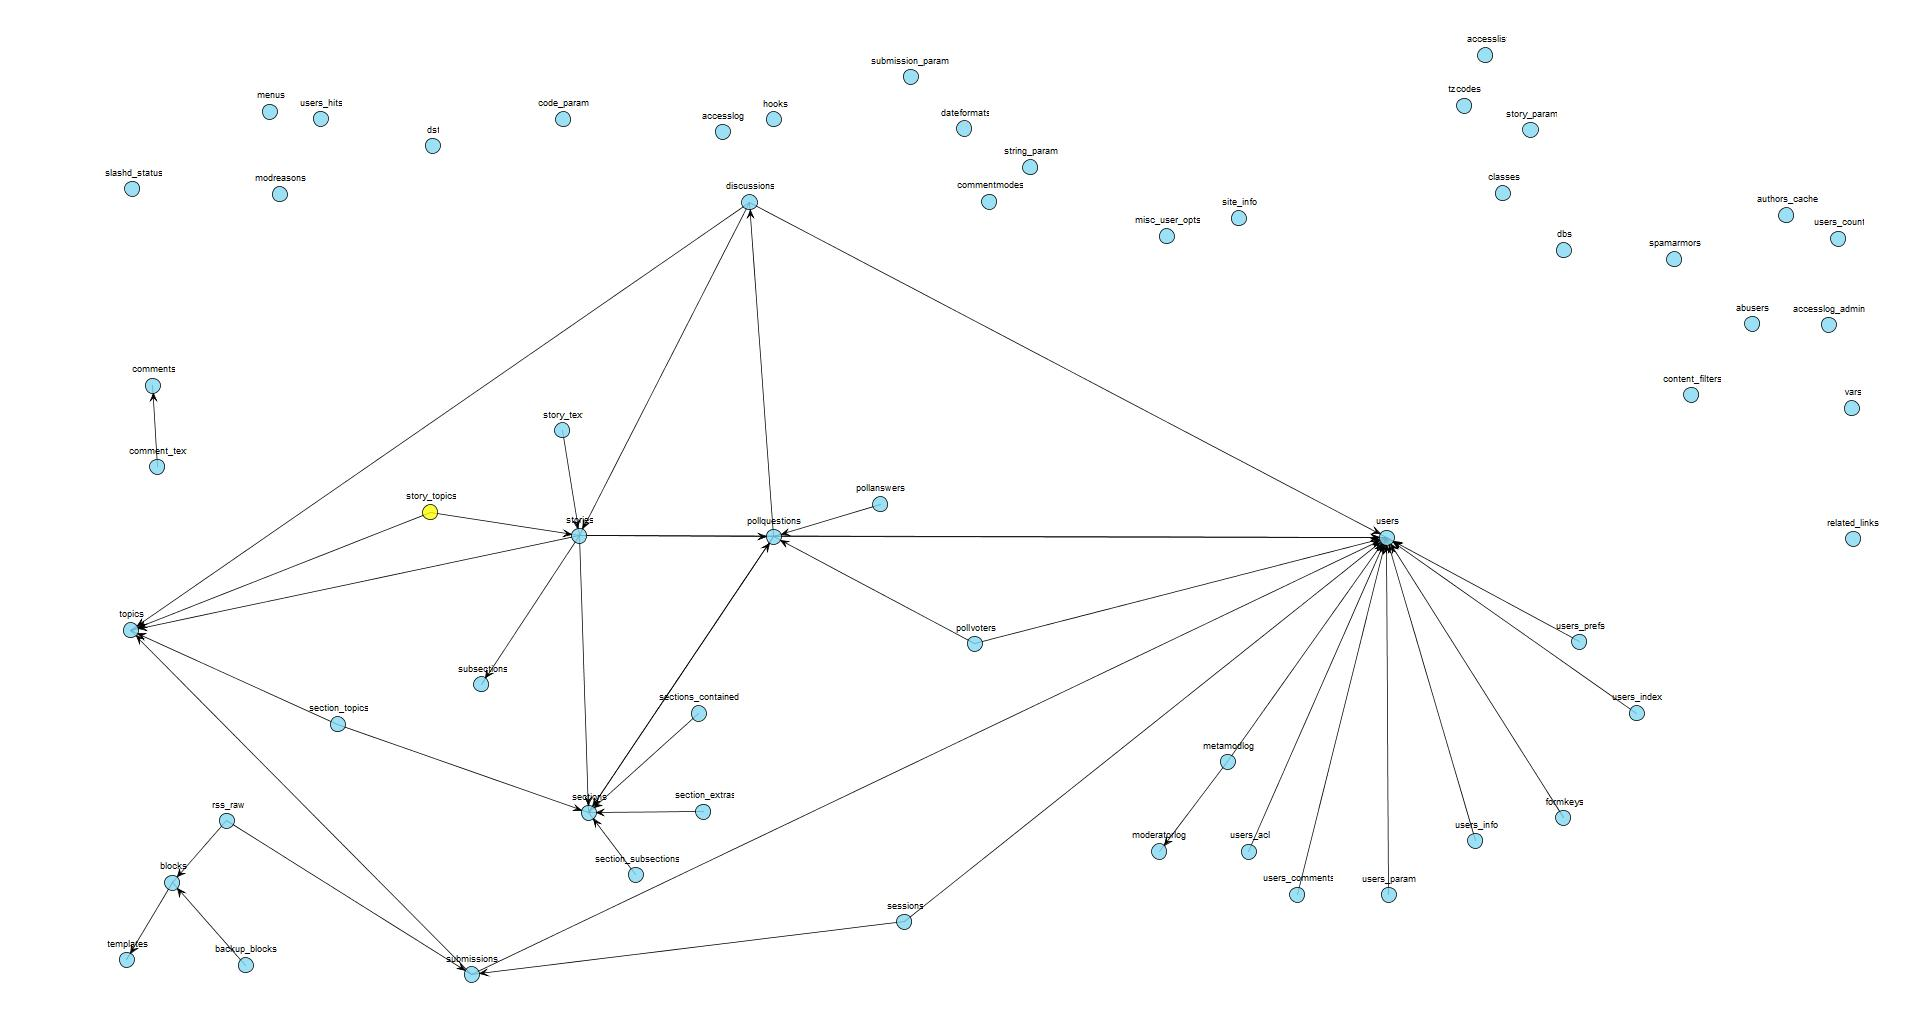 accesslis
submission_param
tzcodes
menus
users_hits
code_param
hooks
accesslog
dateformats
story_param
dst
string_param
slashd_status
modreasons
discussions
commentmodes
classes
authors_cache
site_info
misc_user_opts
users_count
dbs
spamarmors
abusers
accesslog_admin
comments
content_filters
vars
story_tex
comment_tex
story_topics
pollanswers
stories
pollquestions
users
related_links
topics
pollvoters
users_prefs
subsections
sections_contained
users_index
section_topics
metamodlog
sections
section_extras
rss_raw
formkeys
users_info
moderatorlog
users_acl
section_subsections
blocks
users_comments
users_param
sessions
templates
backup_blocks
submissions